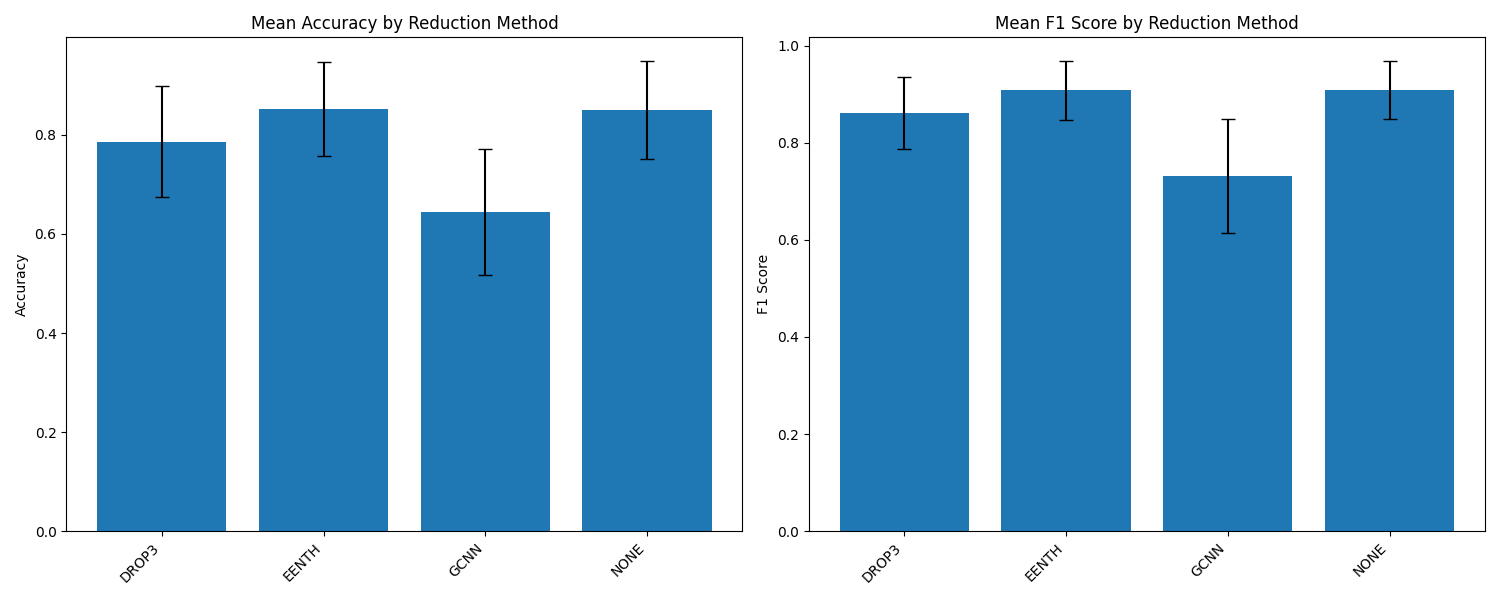 Mean Accuracy by Reduction Method
Accuracy
0.8
0.6
0.4
0.2
0.0
DROP3
EENTH
GCNN
NONE
Mean F1 Score by Reduction Method
F1 Score
1.0
0.8
0.6
0.4
0.2
0.0
DROP3
EENTH
GCNN
NONE